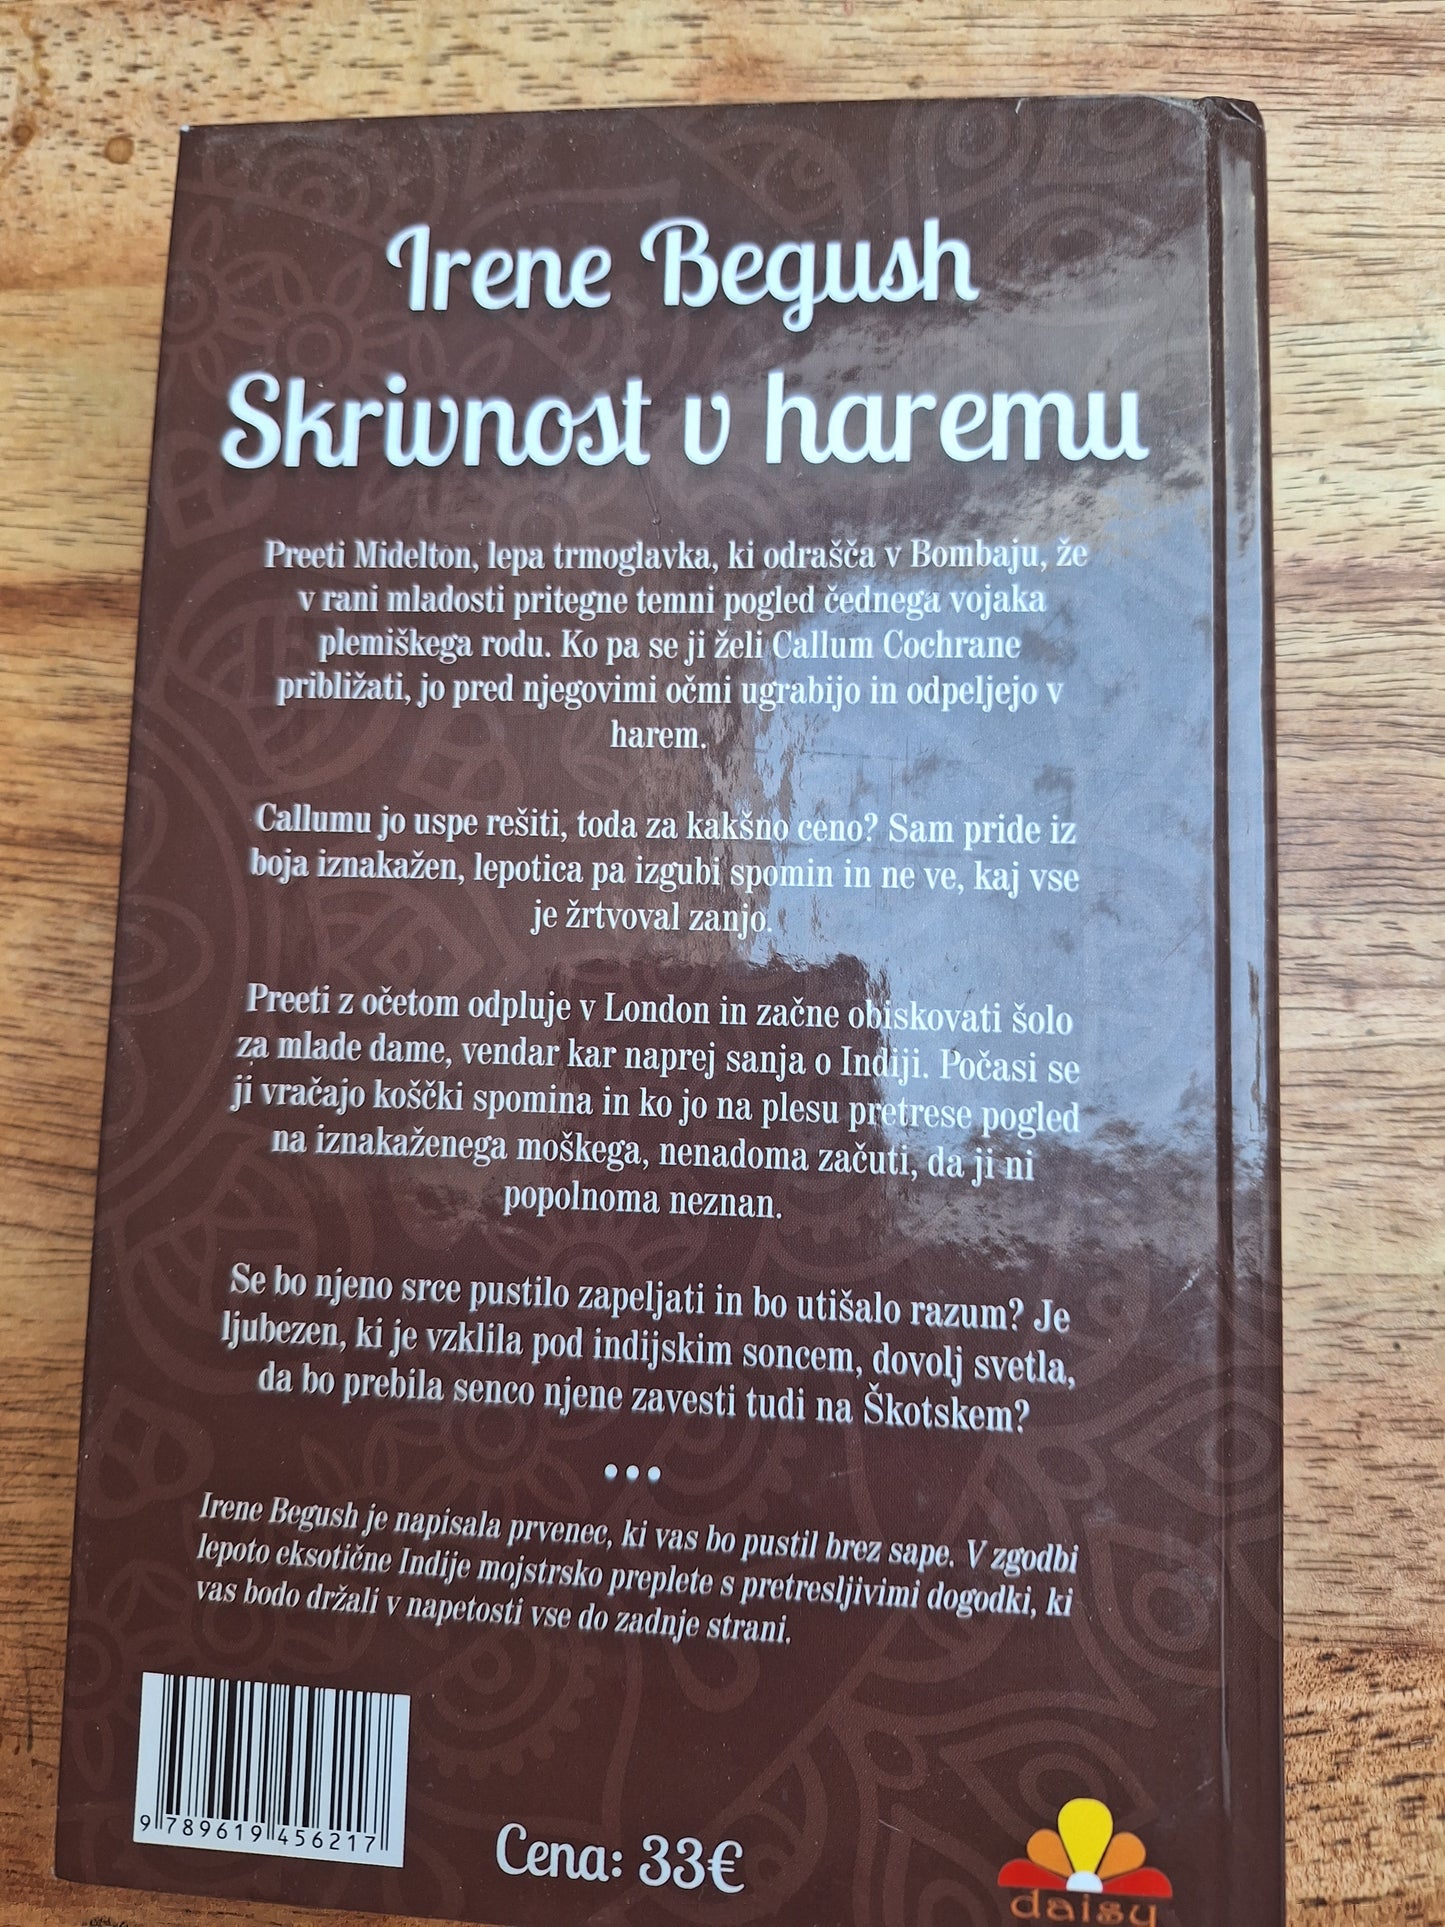 Irene Begush
Skrivnost v haremu
Preeti Midelton, lepa trmoglavka, ki odrašča v Bombaju, že
v rani mladosti pritegne temni pogled čednega vojaka
plemiškega rodu. Ko pa se ji želi Callum Cochrane
približati, jo pred njegovimi očmi ugrabijo in odpeljejo v
harem.
Callumu jo uspe rešiti, toda za kakšno ceno? Sam pride iz
boja iznakažen, lepotica pa izgubi spomin in ne ve, kaj vse
je žrtvoval zanjo.
Preeti z očetom odpluje v London in začne obiskovati šolo
za mlade dame, vendar kar naprej sanja o Indiji. Počasi se
ji vračajo koščki spomina in ko jo na plesu pretrese pogled
na iznakaženega moškega, nenadoma začuti, da ji ni
popolnoma neznan.
Se bo njeno srce pustilo zapeljati in bo utišalo razum? Je
ljubezen, ki je vzklila pod indijskim soncem, dovolj svetla,
da bo prebila senco njene zavesti tudi na Škotskem?
•••
Irene Begush je napisala prvenec, ki vas bo pustil brez sape. V zgodbi
lepoto eksotične Indije mojstrsko preplete s pretresljivimi dogodki, ki
vas bodo držali v napetosti vse do zadnje strani.
9 789619 456217
Cena: 33€
daisy